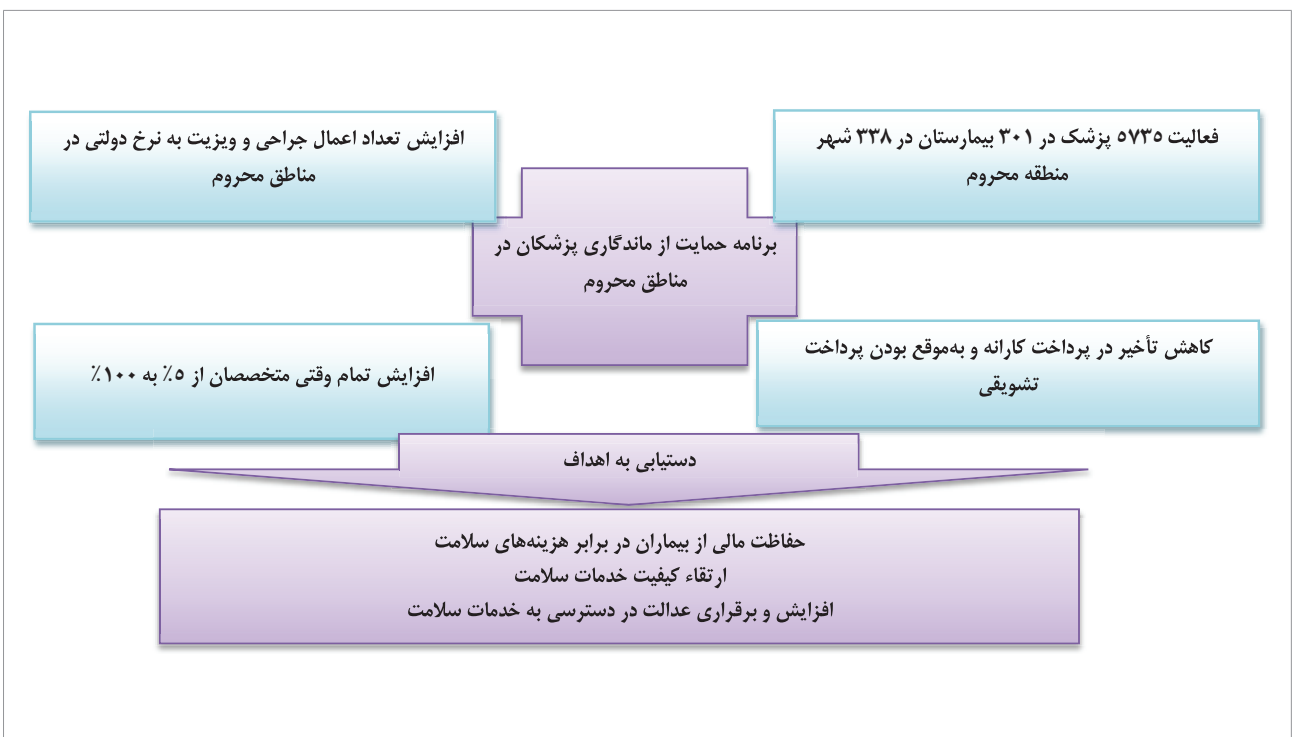 فعالیت ۵۷۳۵ پزشک در ۳۰۱ بیمارستان در ۳۳۸ شهر
منطقه محروم
افزایش تعداد اعمال جراحی و ویزیت به نرخ دولتی در
مناطق محروم
برنامه حمایت از ماندگاری پزشکان در
مناطق محروم
کاهش تأخیر در پرداخت کارانه و به‌موقع بودن پرداخت
تشویقی
افزایش تمام وقتی متخصصان از ۵٪ به ۱۰۰٪
دستیابی به اهداف
حفاظت مالی از بیماران در برابر هزینه‌های سلامت
ارتقاء کیفیت خدمات سلامت
افزایش و برقراری عدالت در دسترسی به خدمات سلامت